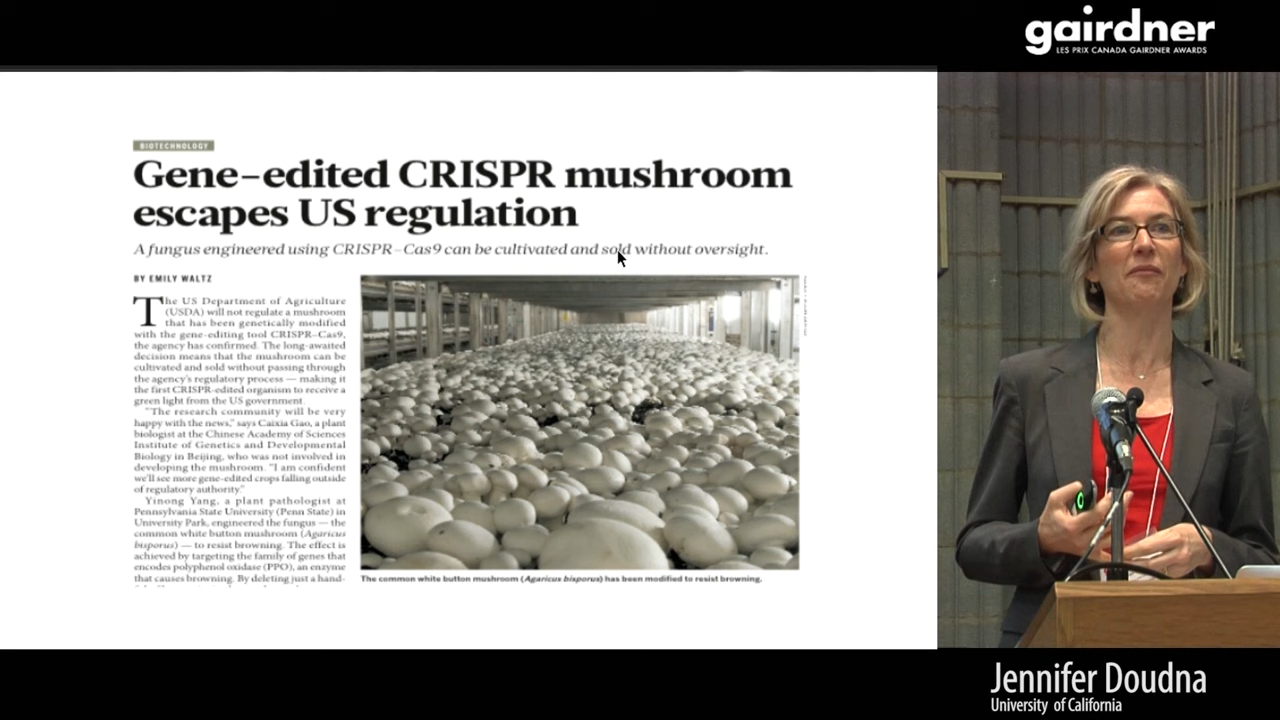 gairdner
LES PRIX CANADA GAIRDNER AWARDS
BIOTECHNOLOGY
Gene-edited CRISPR mushroom
escapes US regulation
A fungus engineered using CRISPR–Cas9 can be cultivated and sold without oversight.
BY EMILY WALTZ
The US Department of Agriculture
(USDA) will not regulate a mushroom
that has been genetically modified
with the gene-editing tool CRISPR–Cas9,
the agency has confirmed. The long-awaited
decision means that the mushroom can be
cultivated and sold without passing through
the agency's regulatory process — making it
the first CRISPR-edited organism to receive a
green light from the US government.
“The research community will be very
happy with the news,” says Caixia Gao, a plant
biologist at the Chinese Academy of Sciences
Institute of Genetics and Developmental
Biology in Beijing, who was not involved in
developing the mushroom. “I am confident
we'll see more gene-edited crops falling outside
of regulatory authority.”
Yinong Yang, a plant pathologist at
Pennsylvania State University (Penn State) in
University Park, engineered the fungus — the
common white button mushroom (Agaricus
bisporus) — to resist browning. The effect is
achieved by targeting the family of genes that
encodes polyphenol oxidase (PPO), an enzyme
that causes browning. By deleting just a hand-
The common white button mushroom (Agaricus bisporus) has been modified to resist browning.
Jennifer Doudna
University of California